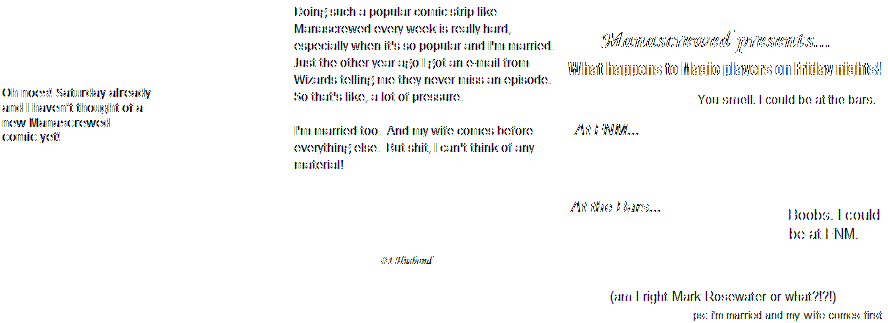 Oh noes! Saturday already
and I haven't thought of a
new Manascrewed
comic yet!
Doing such a popular comic strip like
Manascrewed every week is really hard,
especially when it's so popular and I'm married.
Just the other year ago I got an e-mail from
Wizards telling me they never miss an episode.
So that's like, a lot of pressure.
I'm married too. And my wife comes before
everything else. But shit, I can't think of any
material!
#1 Husband
Manascrewed presents...
What happens to Magic players on Friday nights!
You smell. I could be at the bars.
At FNM...
At the Bars...
Boobs. I could
be at FNM.
(am I right Mark Rosewater or what?!?!)
ps: i'm married and my wife comes first